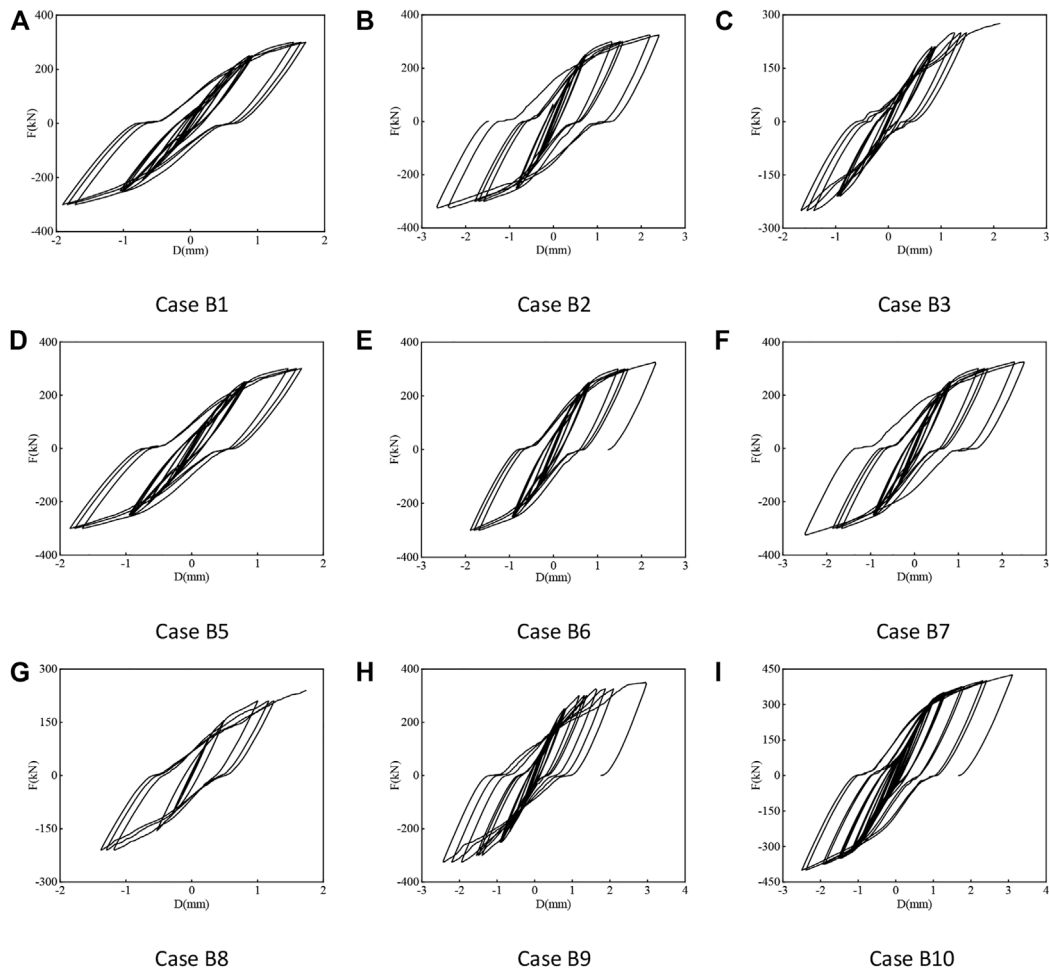 A
400
200
0
-200
-400
F(kN)
-2 -1 0 1 2
D(mm)
Case B1
B
400
200
0
-200
-400
F(kN)
-3 -2 -1 0 1 2 3
D(mm)
Case B2
C
300
150
0
-150
-300
F(kN)
-3 -2 -1 0 1 2 3
D(mm)
Case B3
D
400
200
0
-200
-400
F(kN)
-2 -1 0 1 2
D(mm)
Case B5
E
400
200
0
-200
-400
F(kN)
-3 -2 -1 0 1 2 3
D(mm)
Case B6
F
400
200
0
-200
-400
F(kN)
-3 -2 -1 0 1 2 3
D(mm)
Case B7
G
300
150
0
-150
-300
F(kN)
-2 -1 0 1 2
D(mm)
Case B8
H
400
200
0
-200
-400
F(kN)
-3 -2 -1 0 1 2 3 4
D(mm)
Case B9
I
450
300
150
0
-150
-300
-450
F(kN)
-3 -2 -1 0 1 2 3 4
D(mm)
Case B10